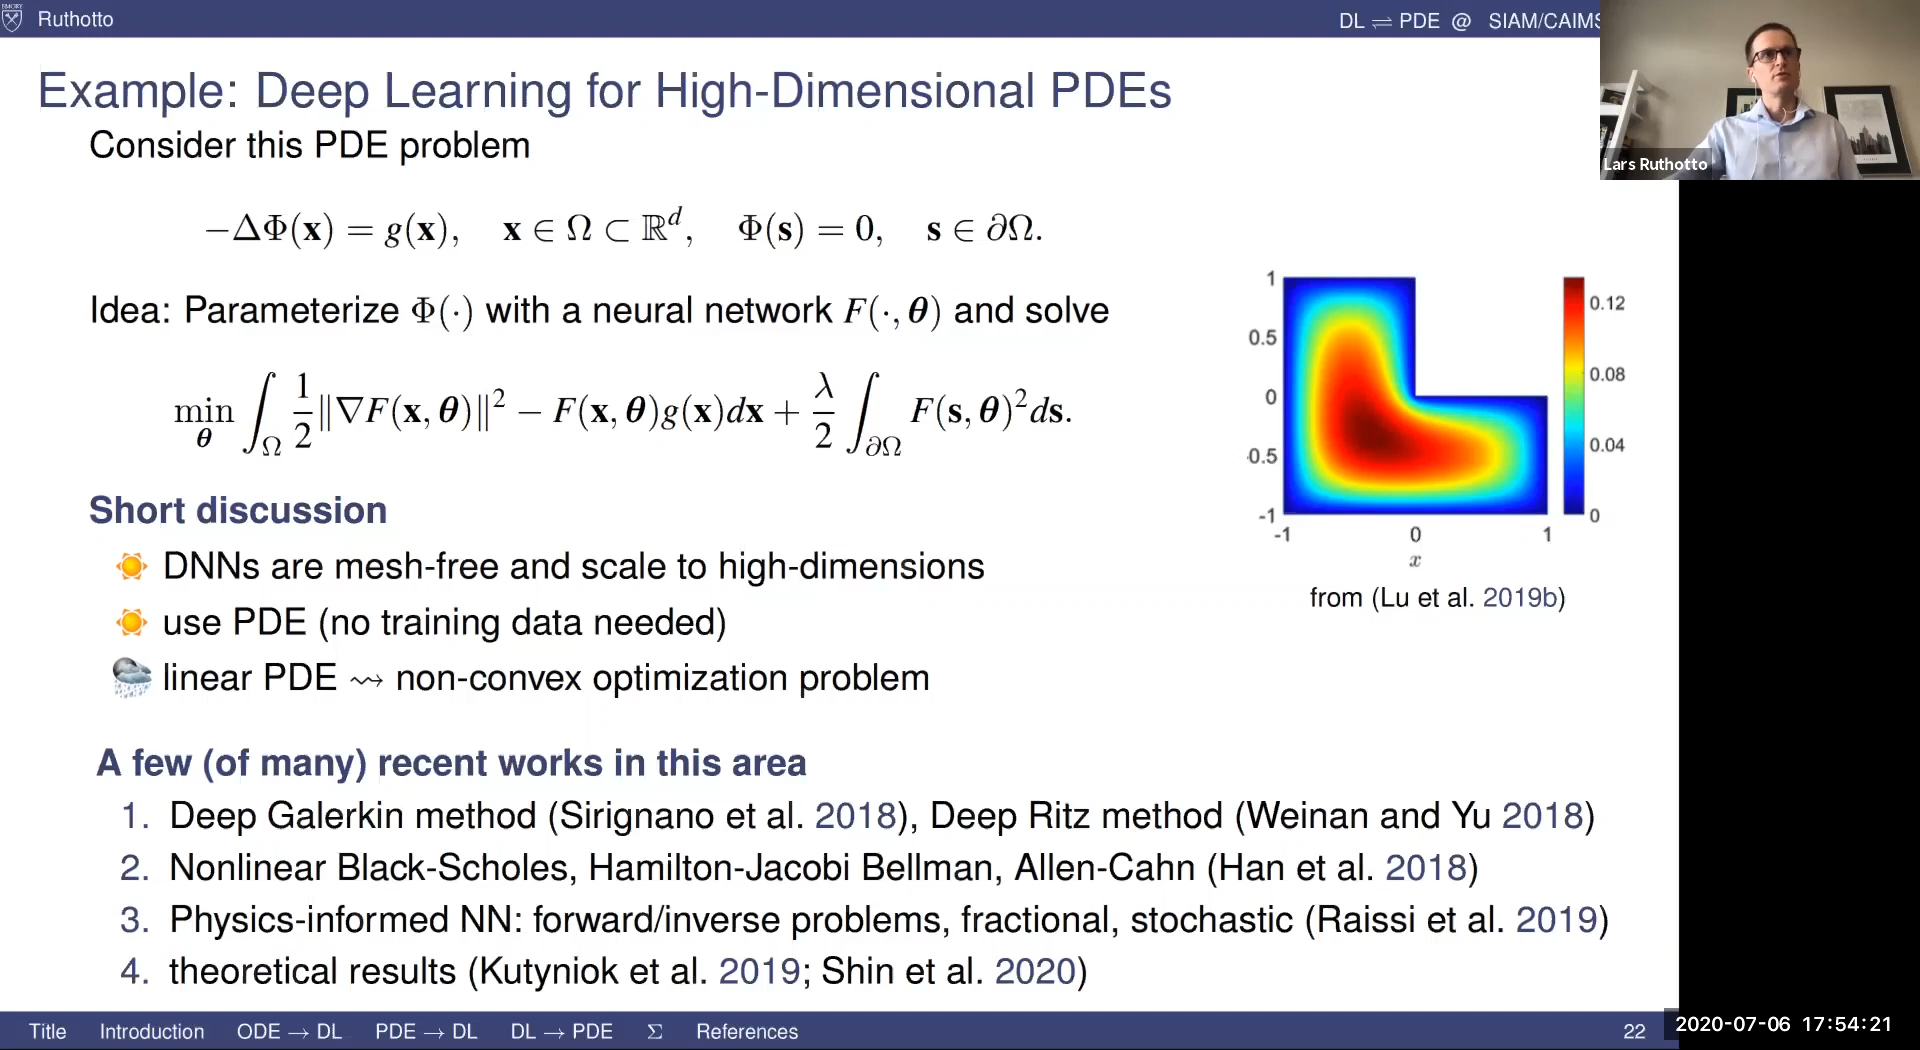 EMORY
Ruthotto
DL ⇌ PDE @ SIAM/CAIMS
Lars Ruthotto
Example: Deep Learning for High-Dimensional PDEs
Consider this PDE problem
−ΔΦ(x) = g(x), x ∈ Ω ⊂ ℝ^d, Φ(s) = 0, s ∈ ∂Ω.
Idea: Parameterize Φ(·) with a neural network F(·, θ) and solve
min_θ ∫_Ω 1/2 ‖∇F(x, θ)‖² − F(x, θ)g(x)dx + λ/2 ∫_∂Ω F(s, θ)² ds.
1
0.5
0
-0.5
-1
-1 0 1
x
0.12
0.08
0.04
0
from (Lu et al. 2019b)
Short discussion
DNNs are mesh-free and scale to high-dimensions
use PDE (no training data needed)
linear PDE ⇝ non-convex optimization problem
A few (of many) recent works in this area
1. Deep Galerkin method (Sirignano et al. 2018), Deep Ritz method (Weinan and Yu 2018)
2. Nonlinear Black-Scholes, Hamilton-Jacobi Bellman, Allen-Cahn (Han et al. 2018)
3. Physics-informed NN: forward/inverse problems, fractional, stochastic (Raissi et al. 2019)
4. theoretical results (Kutyniok et al. 2019; Shin et al. 2020)
Title Introduction ODE → DL PDE → DL DL → PDE Σ References 22
2020-07-06 17:54:21